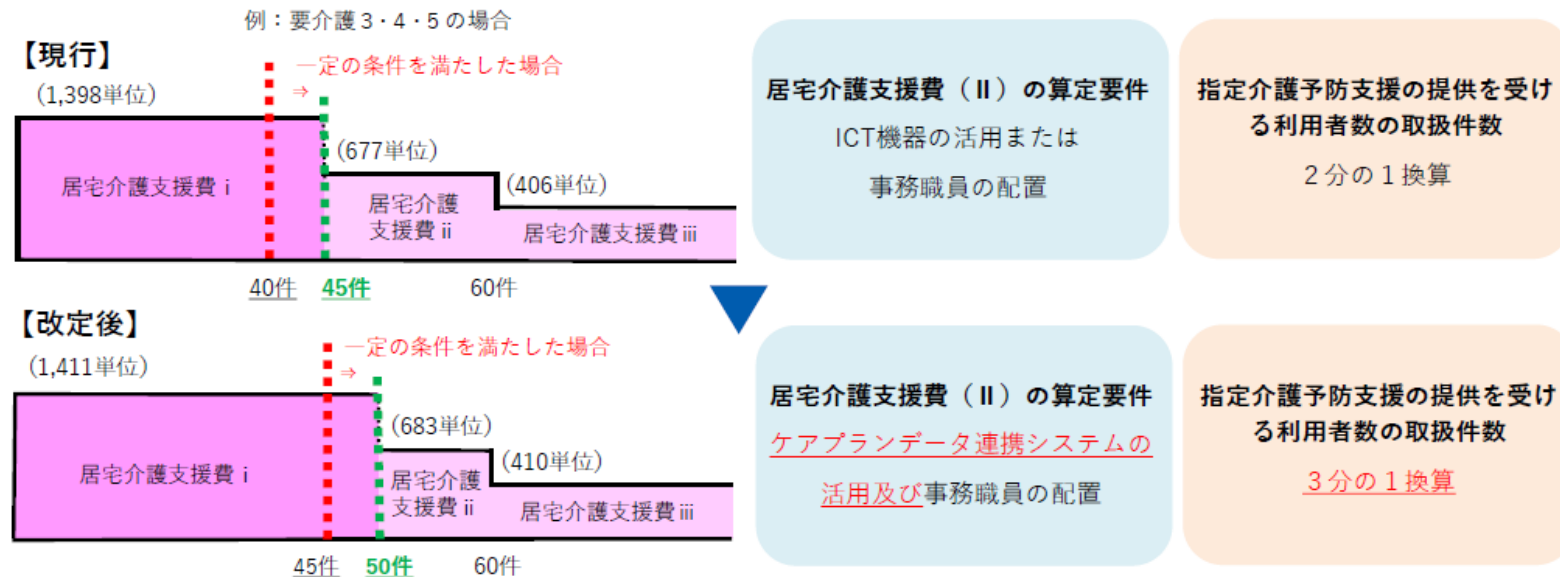 例：要介護３・４・５の場合
【現行】
一定の条件を満たした場合
⇒
（1,398単位）
（677単位）
（406単位）
居宅介護支援費ⅰ
居宅介護
支援費ⅱ
居宅介護支援費ⅲ
40件
45件
60件
居宅介護支援費（Ⅱ）の算定要件
ICT機器の活用または
事務職員の配置
指定介護予防支援の提供を受け
る利用者数の取扱件数
２分の１換算
【改定後】
一定の条件を満たした場合
⇒
（1,411単位）
（683単位）
（410単位）
居宅介護支援費ⅰ
居宅介護
支援費ⅱ
居宅介護支援費ⅲ
45件
50件
60件
居宅介護支援費（Ⅱ）の算定要件
ケアプランデータ連携システムの
活用及び事務職員の配置
指定介護予防支援の提供を受け
る利用者数の取扱件数
３分の１換算